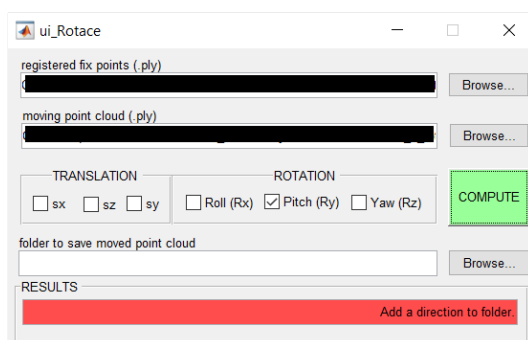 ui_Rotace
registered fix points (.ply)
Browse...
moving point cloud (.ply)
Browse...
TRANSLATION ROTATION
sx sz sy Roll (Rx) Pitch (Ry) Yaw (Rz) COMPUTE
folder to save moved point cloud
Browse...
RESULTS
Add a direction to folder.